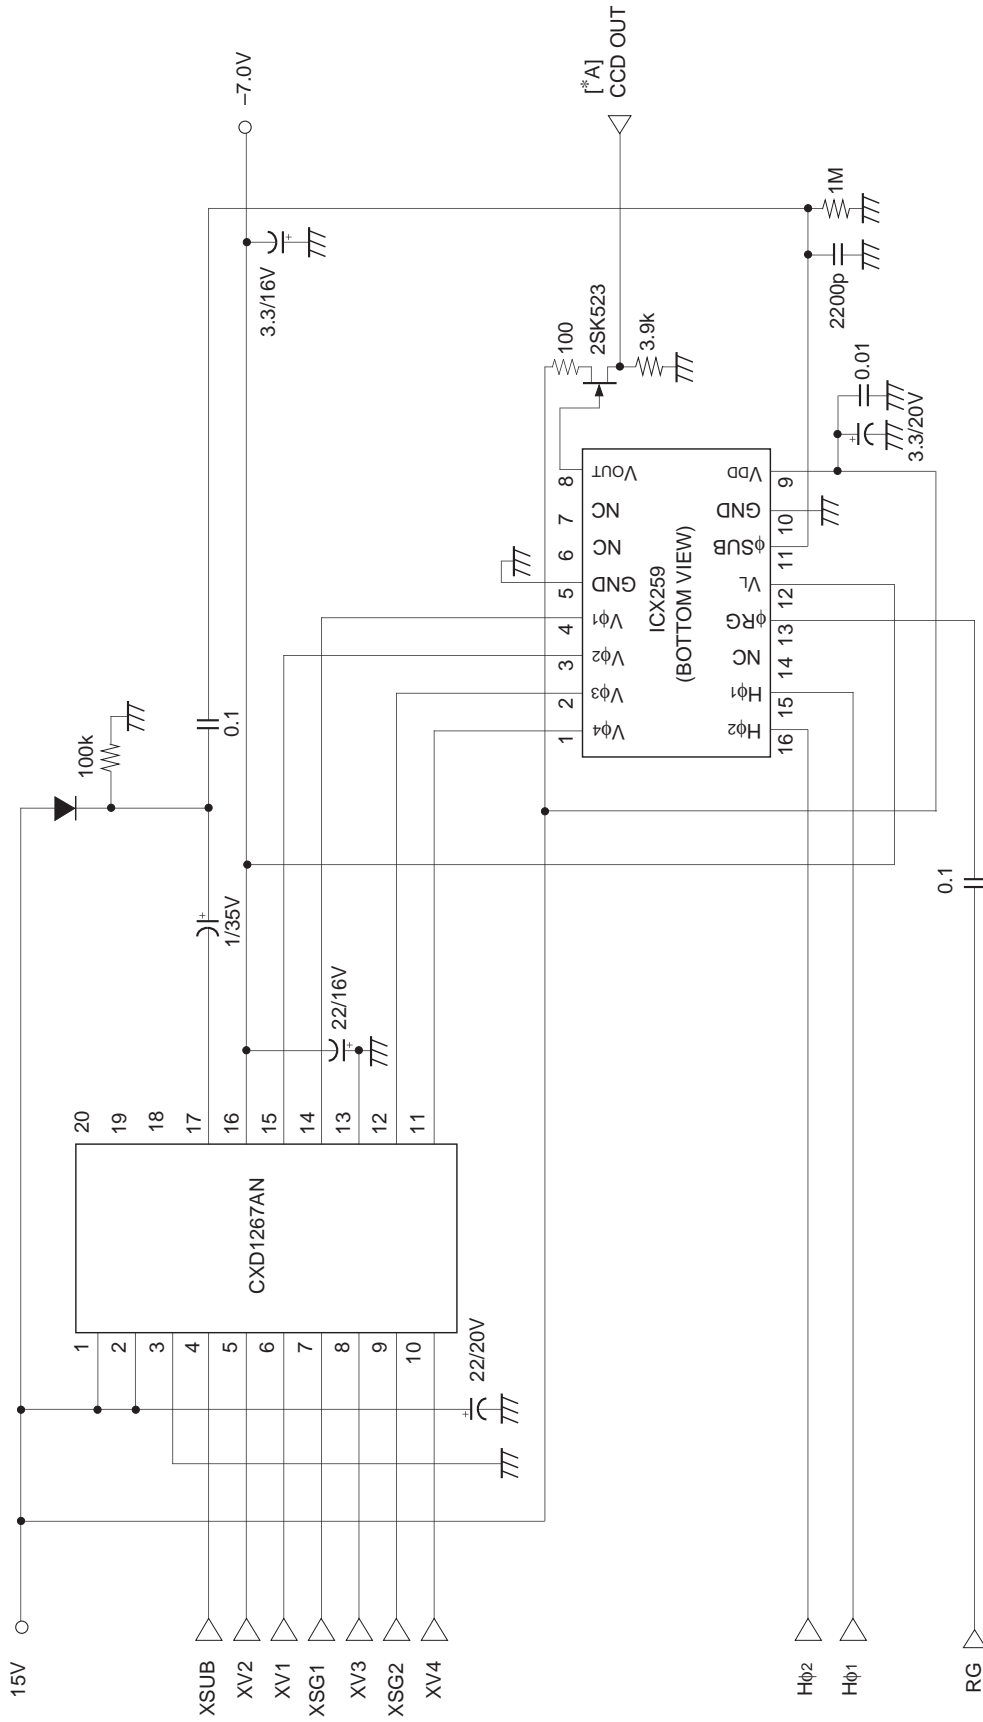 15V
XSUB
XV2
XV1
XSG1
XV3
XSG2
XV4
Hϕ2
Hϕ1
RG
22/20V
1
2
3
4
5
6
7
8
9
10
CXD1267AN
20
19
18
17
16
15
14
13
12
11
+
1/35V
+
22/16V
+
100k
0.1
0.1
–7.0V
3.3/16V
+
[*A]
CCD OUT
100
2SK523
3.9k
1M
2200p
0.01
3.3/20V
+
ICX259
(BOTTOM VIEW)
1
2
3
4
5
6
7
8
Vϕ4
Vϕ3
Vϕ2
Vϕ1
GND
NC
NC
VOUT
16
15
14
13
12
11
10
9
Hϕ2
Hϕ1
NC
ϕRG
VL
ϕSUB
GND
VDD